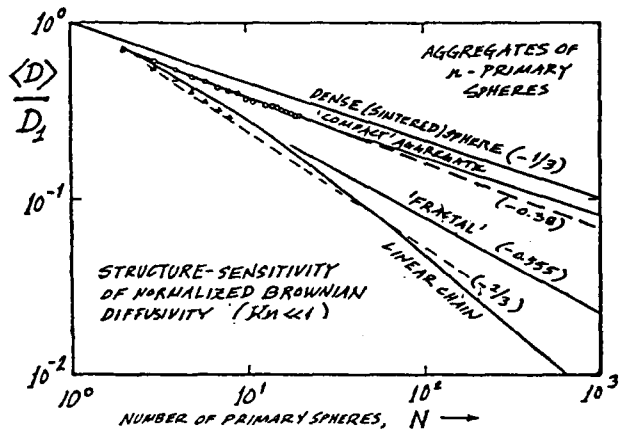 10⁰
⟨D⟩
D₁
10⁻¹
10⁻²
AGGREGATES OF
n- PRIMARY
SPHERES
DENSE (SINTERED) SPHERE (-1/3)
'COMPACT' AGGREGATE
(-0.38)
'FRACTAL' (-0.555)
(-2/3)
LINEAR CHAIN
STRUCTURE-SENSITIVITY
OF NORMALIZED BROWNIAN
DIFFUSIVITY (Kn<<1)
10⁰ 10¹ 10² 10³
NUMBER OF PRIMARY SPHERES, N →